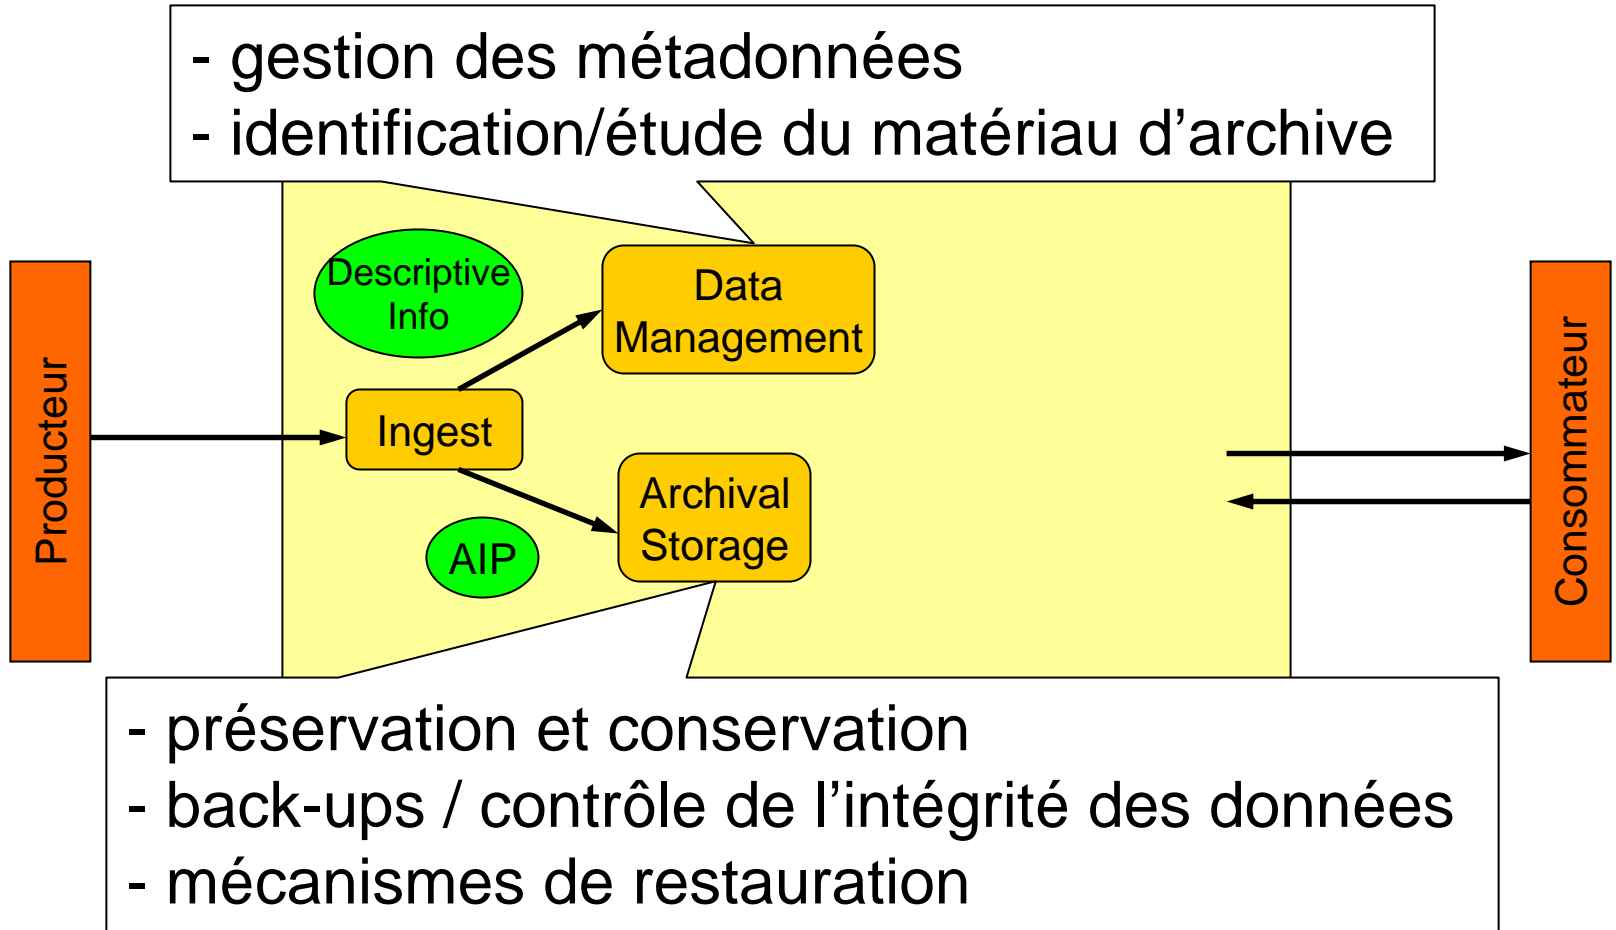 - gestion des métadonnées
- identification/étude du matériau d’archive
Descriptive
Info
Data
Management
Producteur
Ingest
Archival
Storage
AIP
Consommateur
- préservation et conservation
- back-ups / contrôle de l’intégrité des données
- mécanismes de restauration